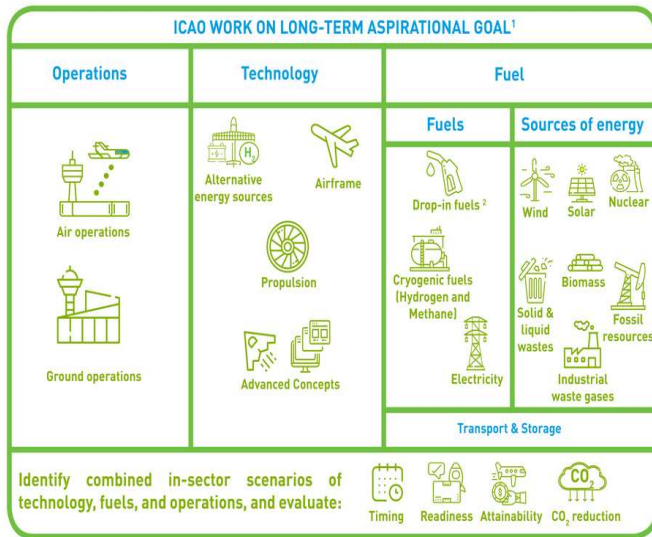 ICAO WORK ON LONG-TERM ASPIRATIONAL GOAL¹
Operations
Technology
Fuel
Air operations
Ground operations
H₂
Alternative
energy sources
Airframe
Propulsion
Advanced Concepts
Fuels
Drop-in fuels ²
Cryogenic fuels
(Hydrogen and
Methane)
Electricity
Sources of energy
Wind
Solar
Nuclear
Solid &
liquid
wastes
Biomass
Fossil
resources
Industrial
waste gases
Transport & Storage
Identify combined in-sector scenarios of
technology, fuels, and operations, and evaluate:
Timing
Readiness
Attainability
CO₂
CO₂ reduction